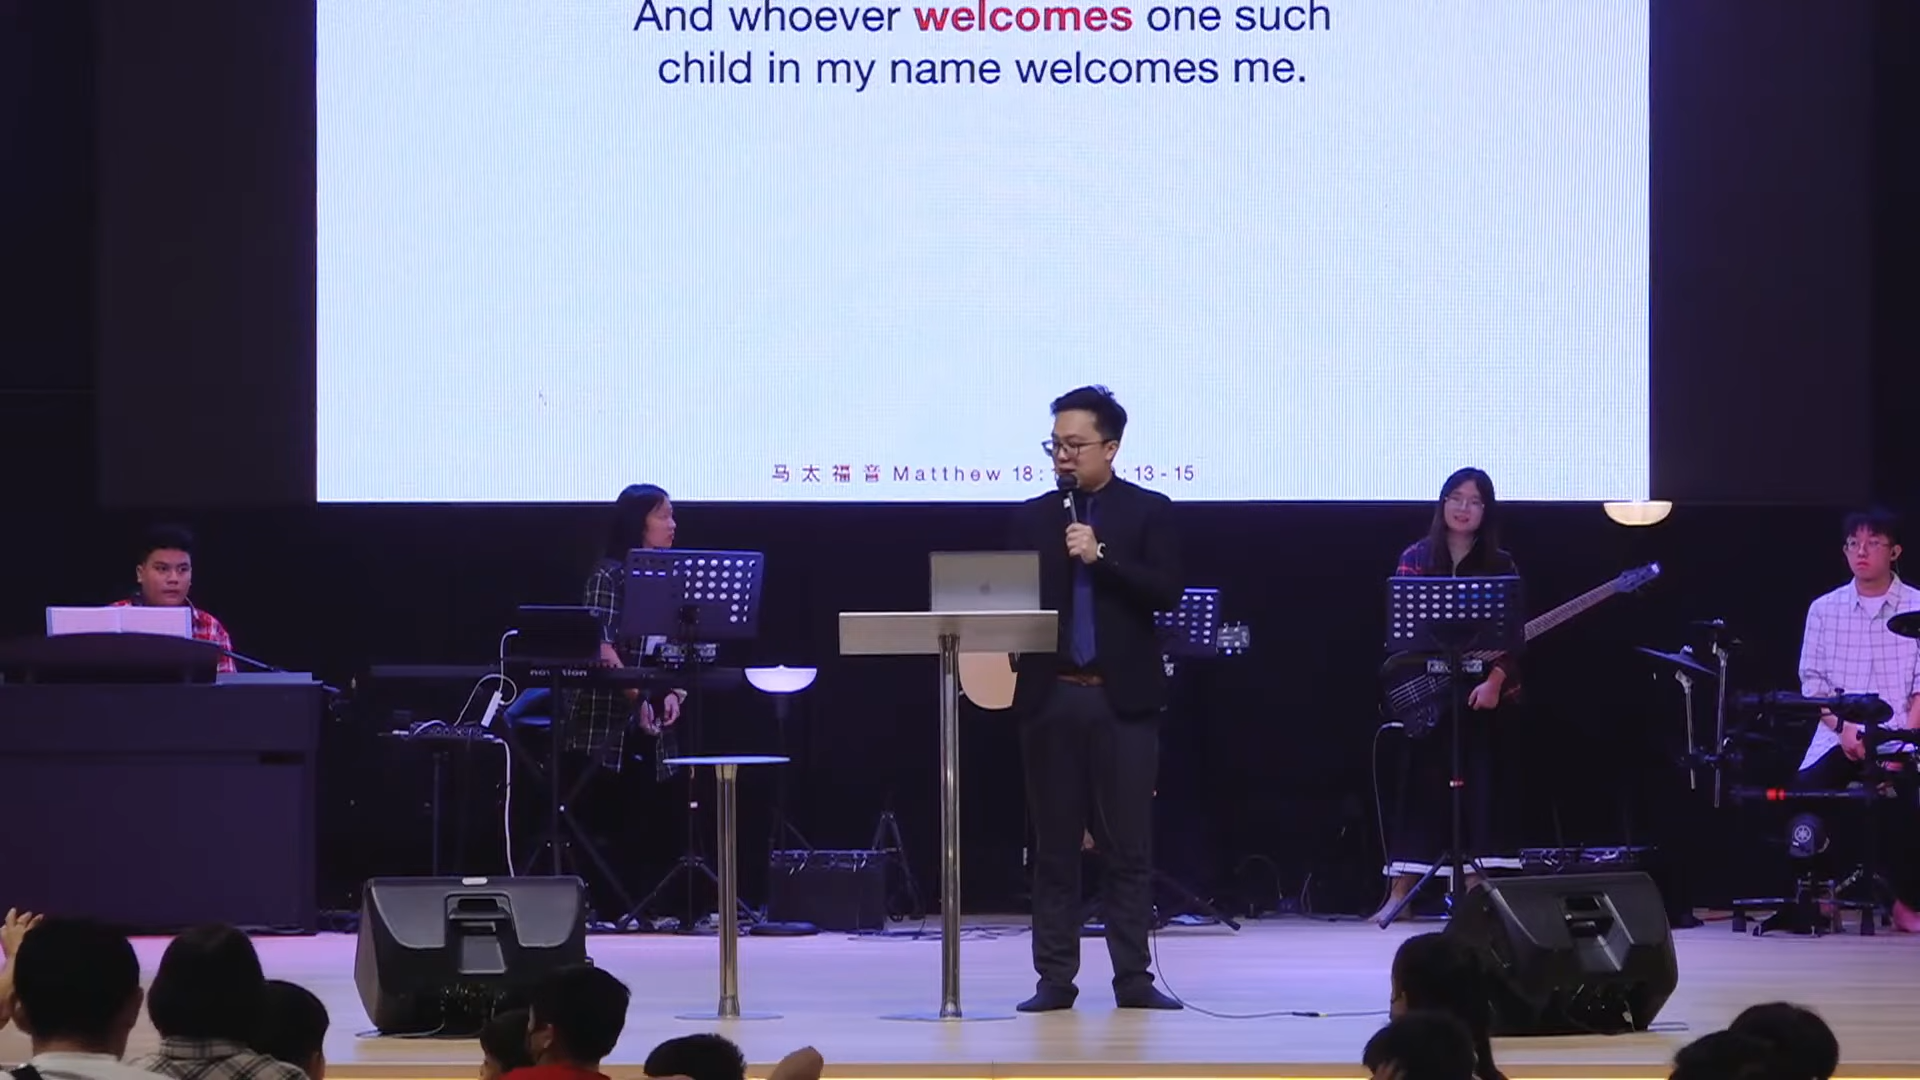 And whoever welcomes one such
child in my name welcomes me.
马太福音 Matthew 18: :13-15